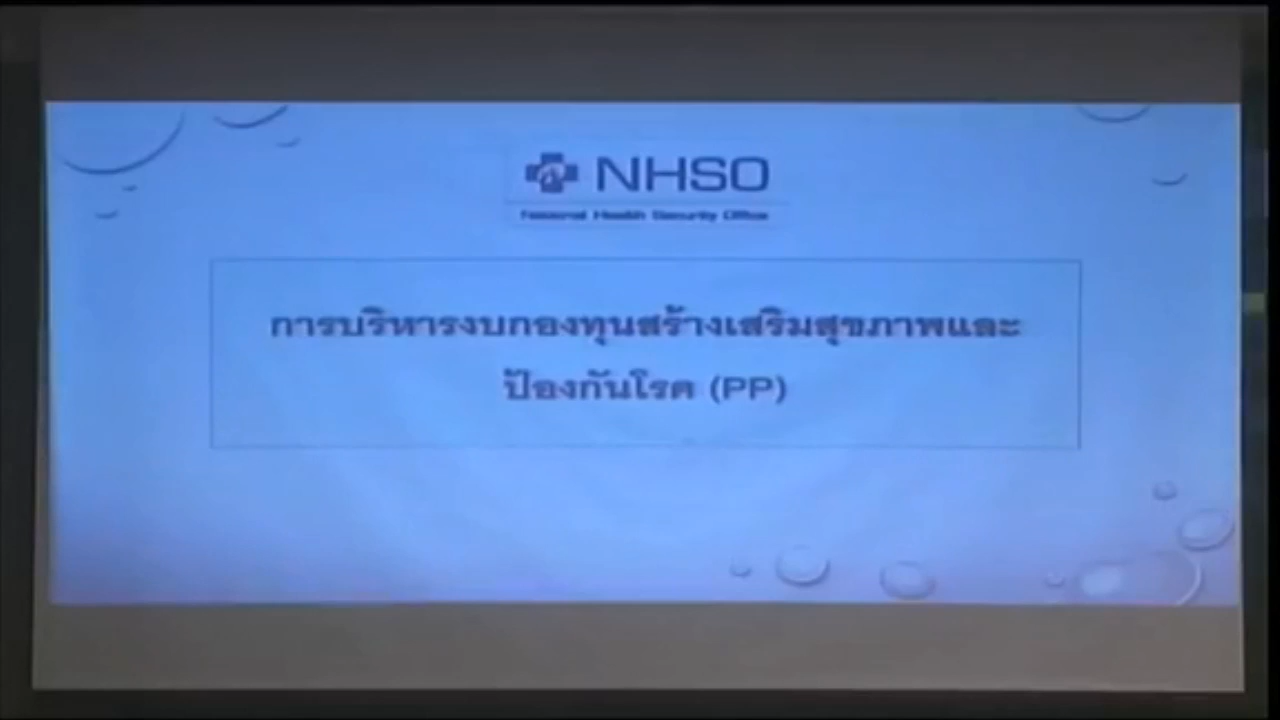 NHSO
National Health Security Office
การบริหารงบกองทุนสร้างเสริมสุขภาพและ
ป้องกันโรค (PP)